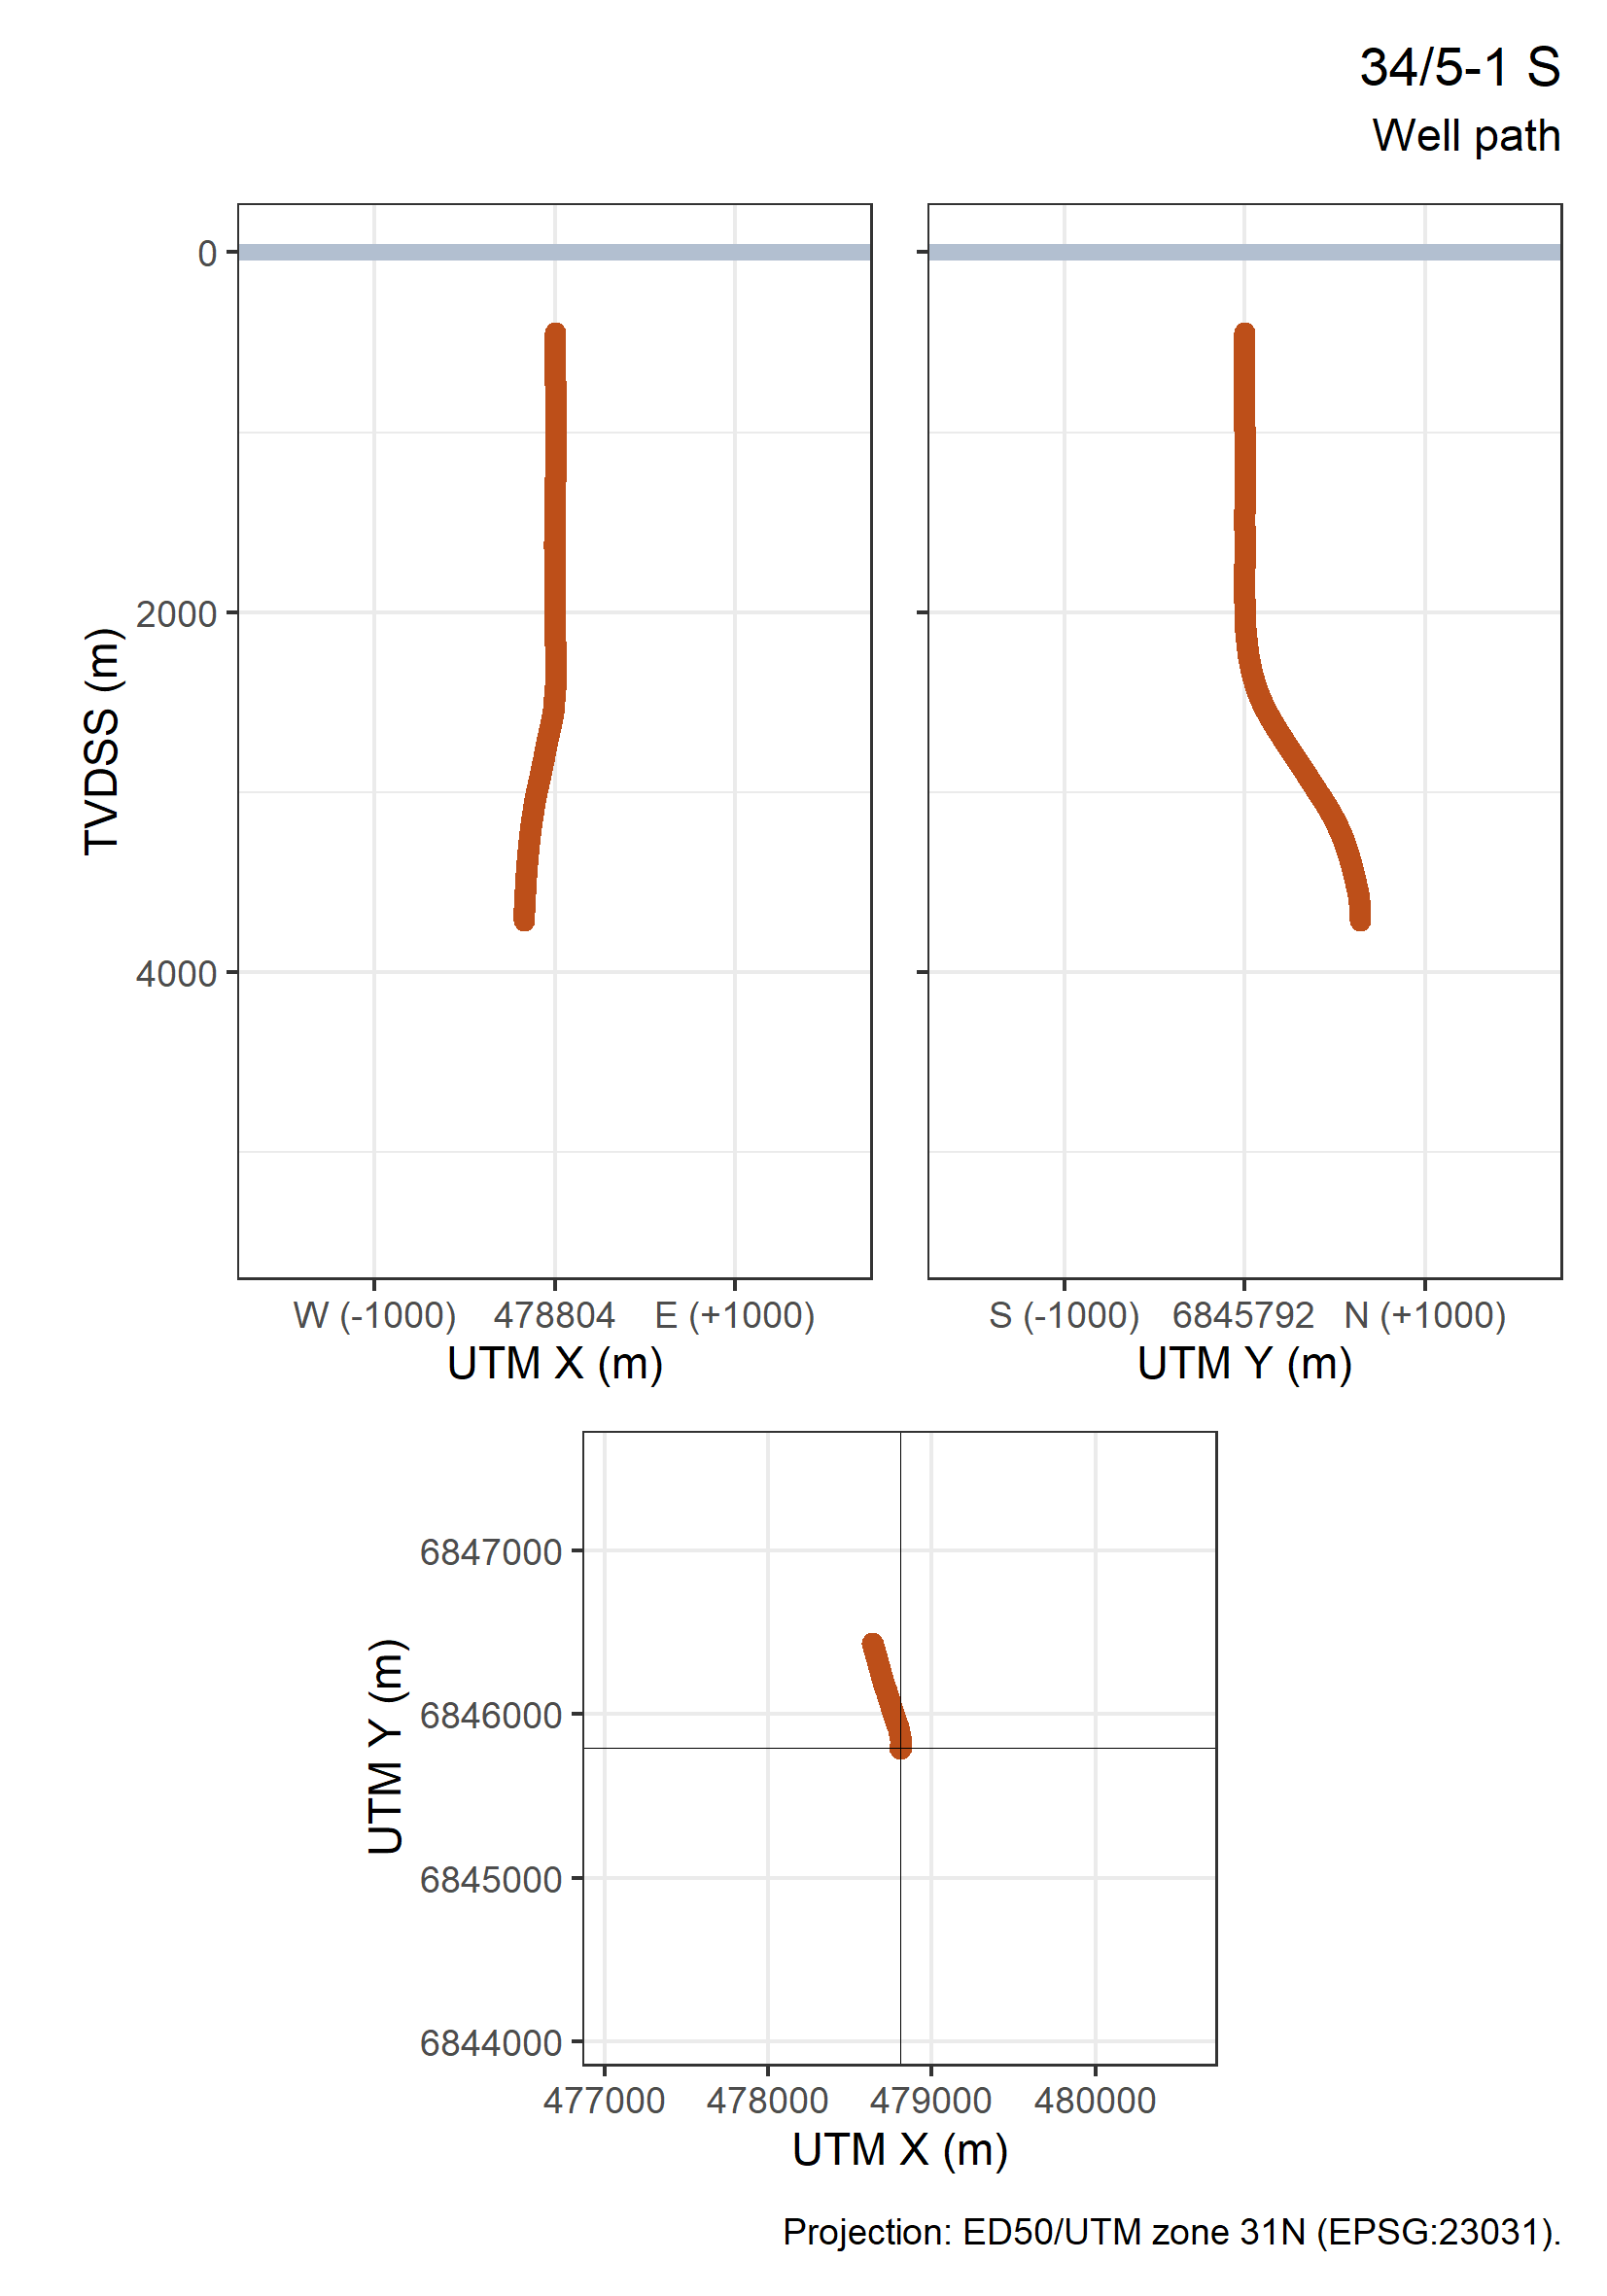 34/5-1 S
Well path
TVDSS (m)
0
2000
4000
W (-1000) 478804 E (+1000)
UTM X (m)
S (-1000) 6845792 N (+1000)
UTM Y (m)
UTM Y (m)
6847000
6846000
6845000
6844000
477000 478000 479000 480000
UTM X (m)
Projection: ED50/UTM zone 31N (EPSG:23031).